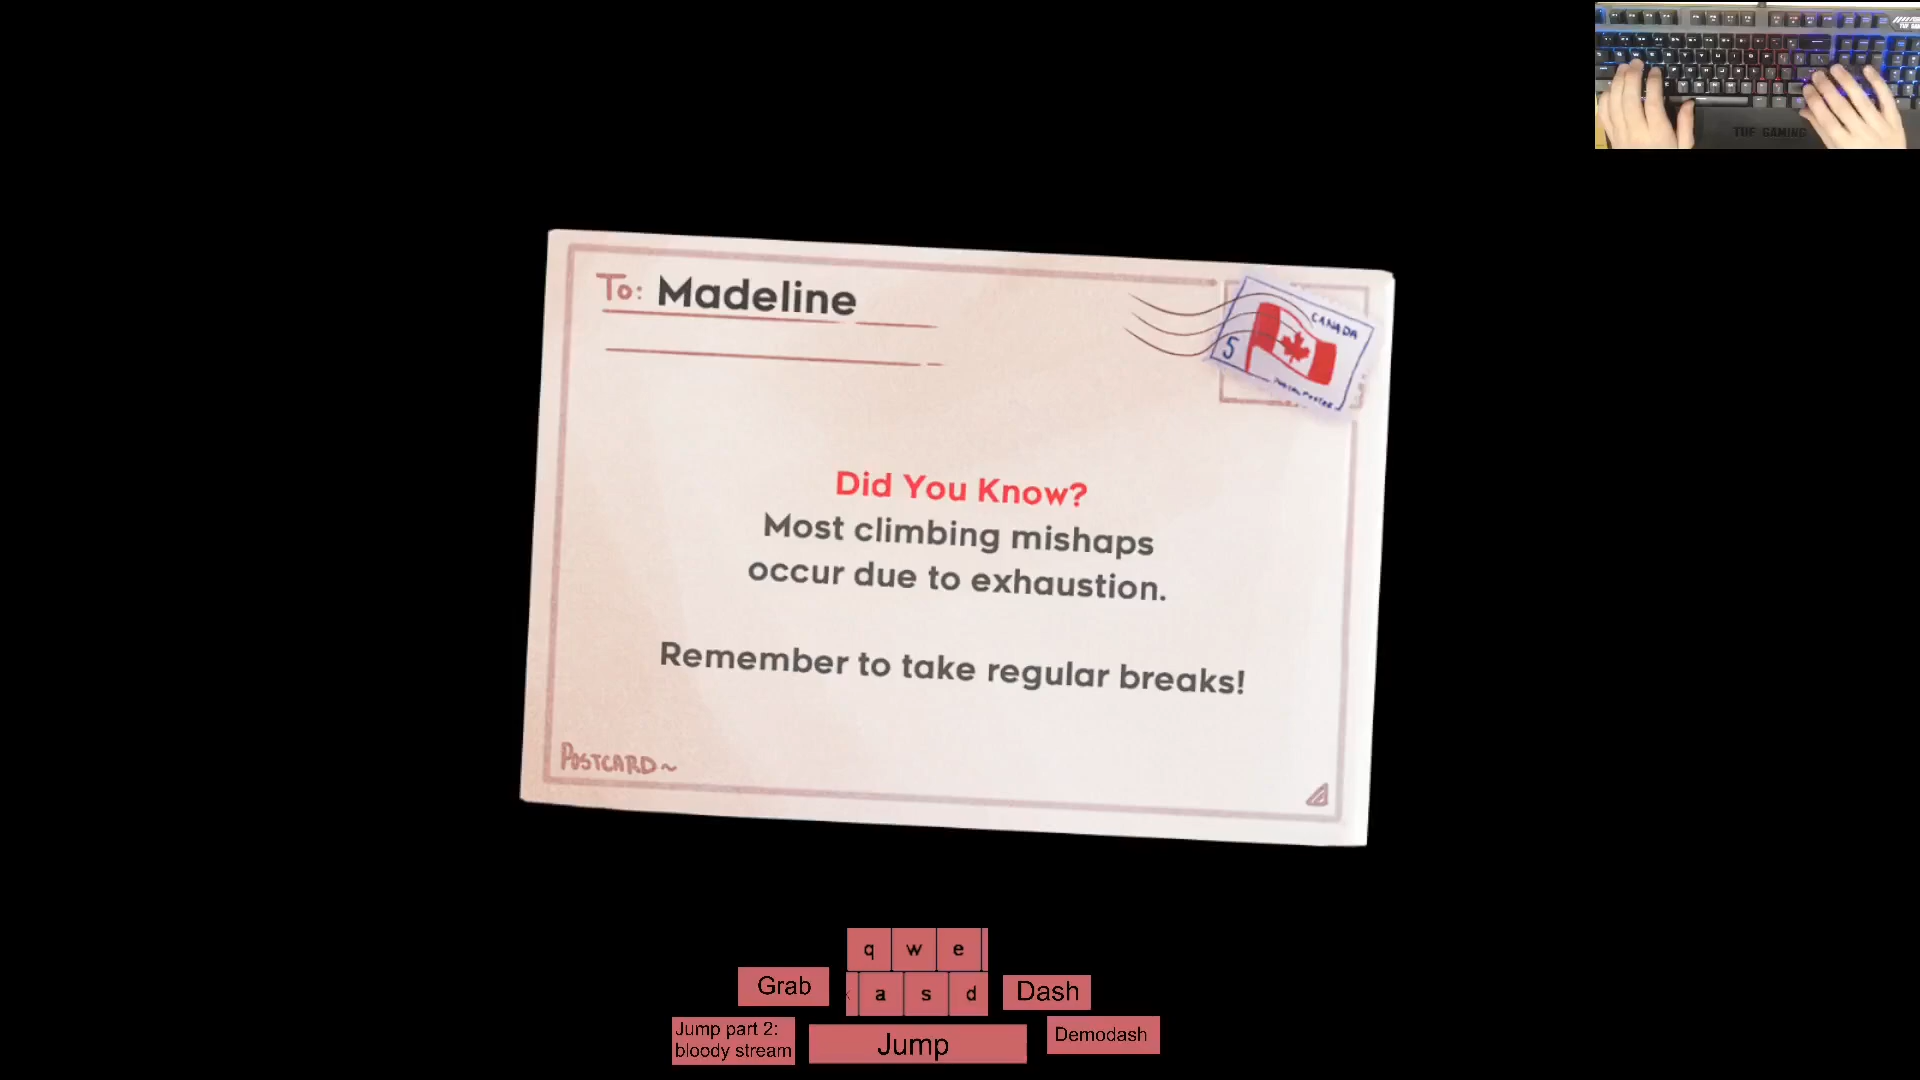 TUF GAMING
To: Madeline
CANADA
5
Did You Know?
Most climbing mishaps
occur due to exhaustion.
Remember to take regular breaks!
POSTCARD~
q w e
Grab
a s d
Dash
Jump part 2:
bloody stream
Jump
Demodash